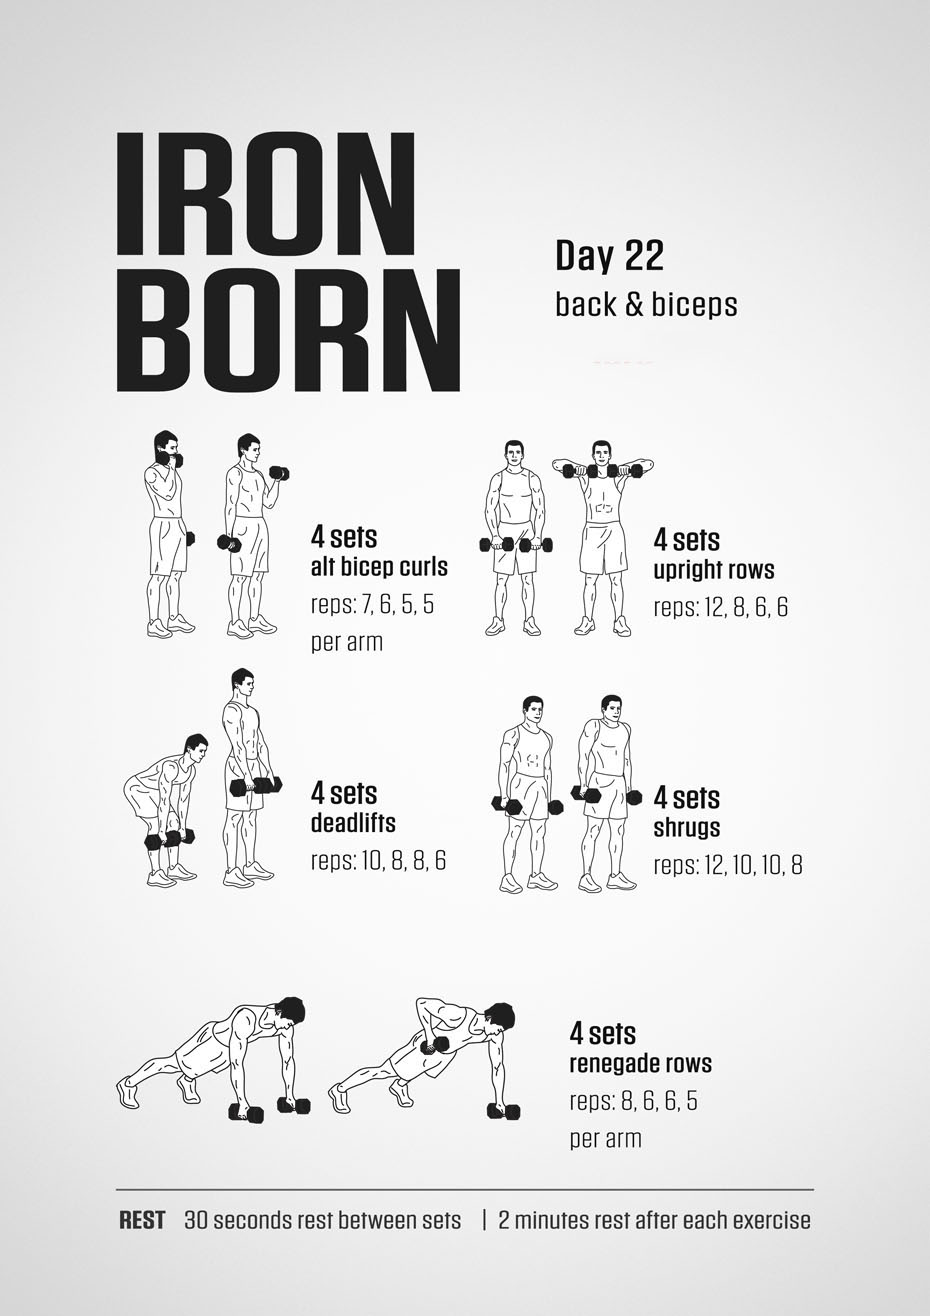 IRON
BORN
Day 22
back & biceps
4 sets
alt bicep curls
reps: 7, 6, 5, 5
per arm
4 sets
upright rows
reps: 12, 8, 6, 6
4 sets
deadlifts
reps: 10, 8, 8, 6
4 sets
shrugs
reps: 12, 10, 10, 8
4 sets
renegade rows
reps: 8, 6, 6, 5
per arm
REST 30 seconds rest between sets | 2 minutes rest after each exercise